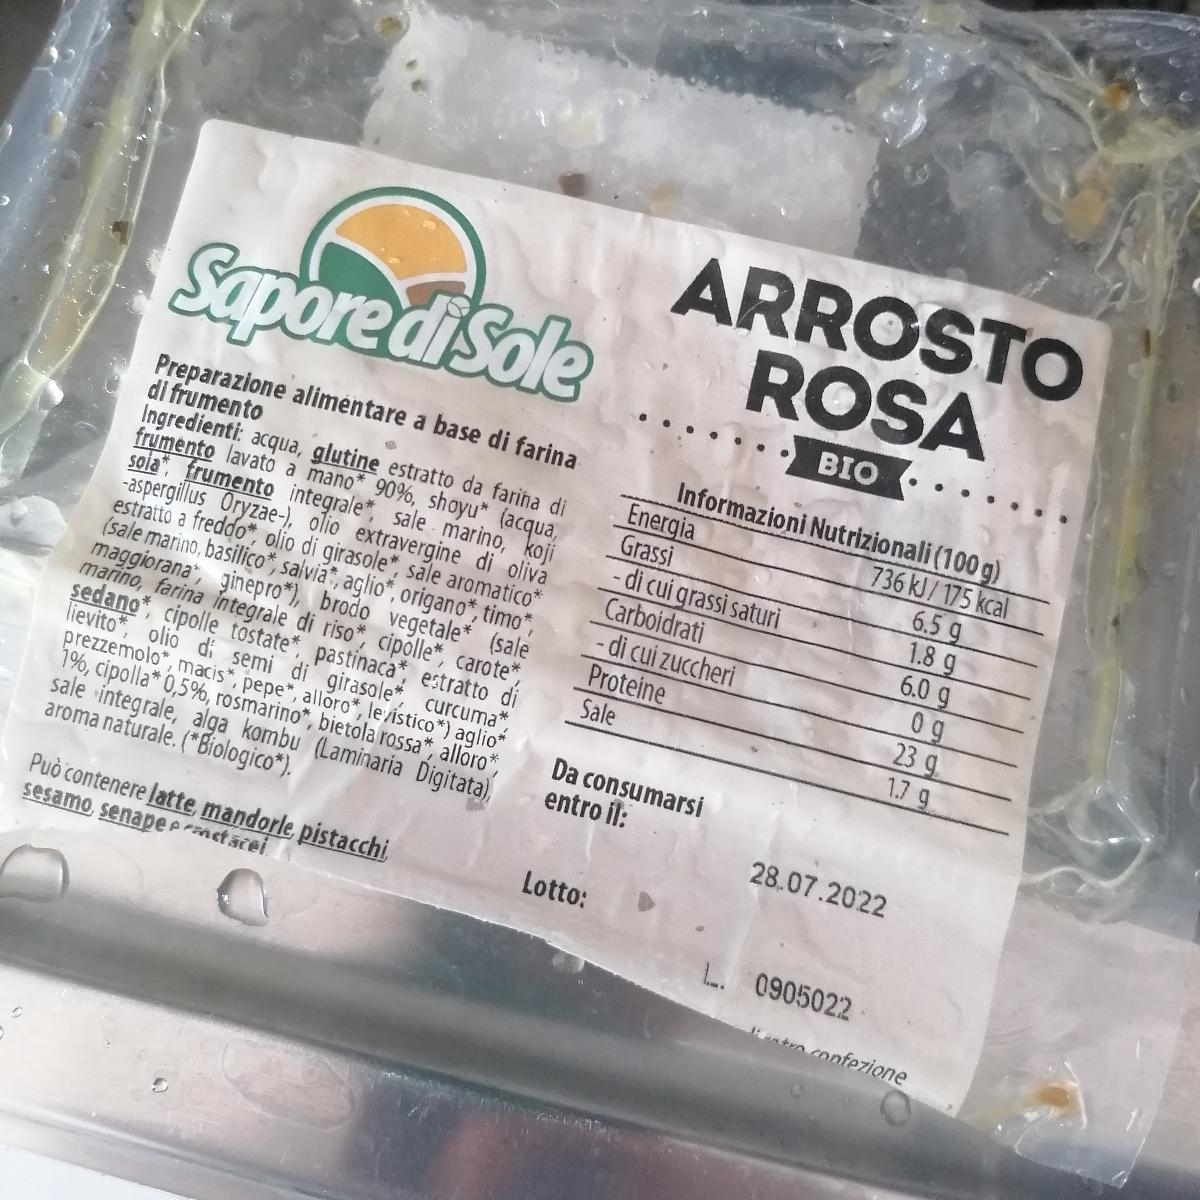 Sapore di Sole
Preparazione alimentare a base di farina
di frumento
Ingredienti: acqua, glutine estratto da farina di
frumento lavato a mano* 90%, shoyu* (acqua,
soia*, frumento integrale*, sale marino, koji
-aspergillus Oryzae-), olio extravergine di oliva
estratto a freddo*, olio di girasole*, sale aromatico*
(sale marino, basilico*, salvia*, aglio*, origano*, timo*,
maggiorana*, ginepro*), brodo vegetale* (sale
marino, farina integrale di riso*, cipolle*, carote*,
sedano*, cipolle tostate*, pastinaca*, estratto di
lievito*, olio di semi di girasole*, curcuma*,
prezzemolo*, macis*, pepe*, alloro*, levistico*) aglio*
1%, cipolla* 0,5%, rosmarino*, bietola rossa*, alloro*,
sale integrale, alga kombu (Laminaria Digitata),
aroma naturale. (*Biologico*).
Può contenere latte, mandorle, pistacchi,
sesamo, senape e crostacei.
ARROSTO
ROSA
BIO
Informazioni Nutrizionali (100 g)
Energia 736 kJ / 175 kcal
Grassi 6.5 g
- di cui grassi saturi 1.8 g
Carboidrati 6.0 g
- di cui zuccheri 0 g
Proteine 23 g
Sale 1.7 g
Da consumarsi
entro il:
28.07.2022
Lotto:
L. 0905022
confezione